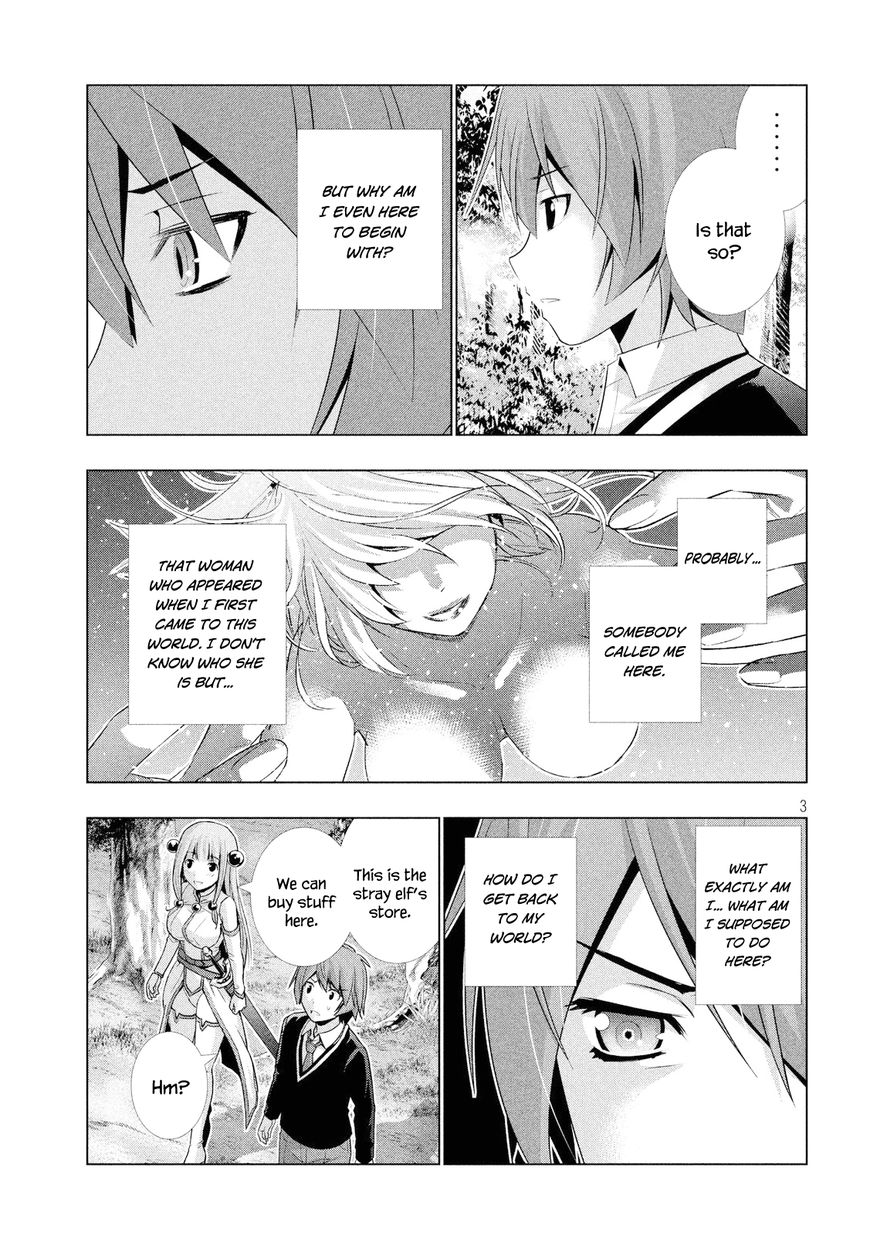 ......
Is that
so?
BUT WHY AM
I EVEN HERE
TO BEGIN
WITH?
PROBABLY...
SOMEBODY
CALLED ME
HERE.
THAT WOMAN
WHO APPEARED
WHEN I FIRST
CAME TO THIS
WORLD. I DON'T
KNOW WHO SHE
IS BUT...
3
WHAT
EXACTLY AM
I... WHAT AM
I SUPPOSED
TO DO
HERE?
HOW DO I
GET BACK
TO MY
WORLD?
This is the
stray elf's
store.
We can
buy stuff
here.
Hm?